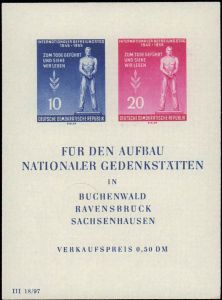 INTERNATIONALER BEFREIUNGSTAG
1945 - 1955
ZUM TODE GEFÜHRT
UND SIEHE
WIR LEBEN
10
DEUTSCHE DEMOKRATISCHE REPUBLIK
INTERNATIONALER BEFREIUNGSTAG
1945 - 1955
ZUM TODE GEFÜHRT
UND SIEHE
WIR LEBEN
20
DEUTSCHE DEMOKRATISCHE REPUBLIK
FÜR DEN AUFBAU
NATIONALER GEDENKSTÄTTEN
IN
BUCHENWALD
RAVENSBRÜCK
SACHSENHAUSEN
VERKAUFSPREIS 0,50 DM
III 18/97